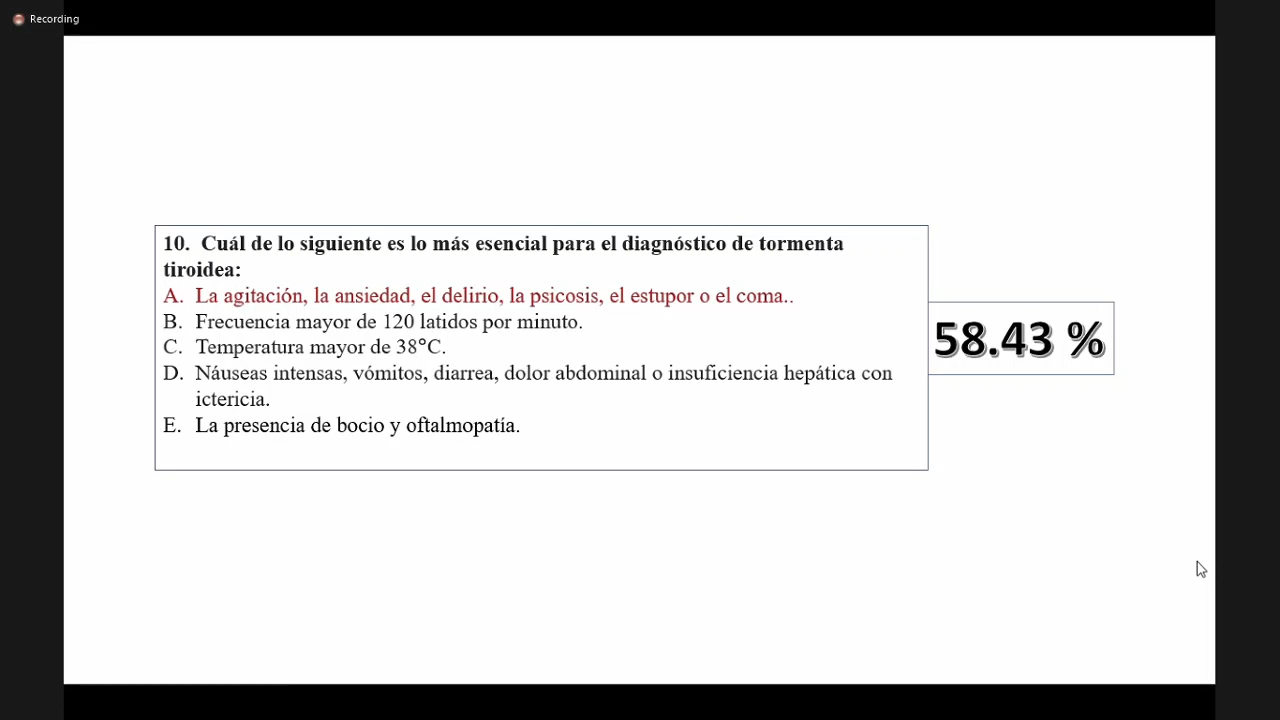 Recording
10. Cuál de lo siguiente es lo más esencial para el diagnóstico de tormenta
tiroidea:
A. La agitación, la ansiedad, el delirio, la psicosis, el estupor o el coma..
B. Frecuencia mayor de 120 latidos por minuto.
C. Temperatura mayor de 38°C.
D. Náuseas intensas, vómitos, diarrea, dolor abdominal o insuficiencia hepática con
ictericia.
E. La presencia de bocio y oftalmopatía.
58.43 %